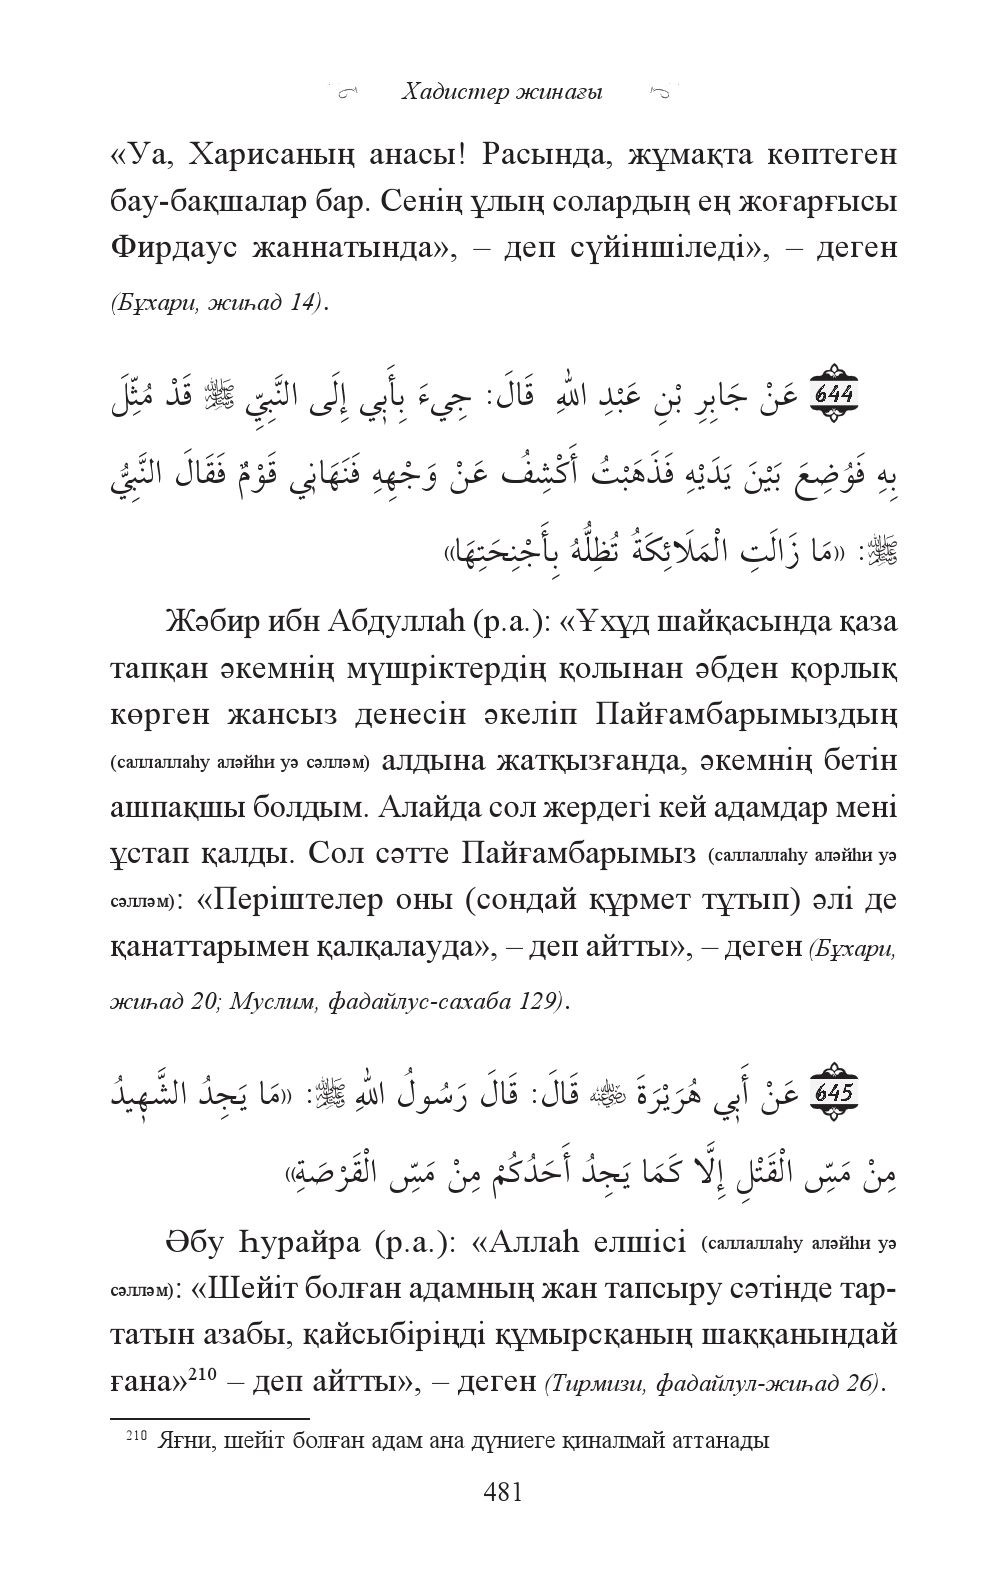 Хадистер жинағы
«Уа, Харисаның анасы! Расында, жұмақта көптеген
бау-бақшалар бар. Сенің ұлың солардың ең жоғарғысы
Фирдаус жаннатында», – деп сүйіншіледі», – деген
(Бұхари, жиһад 14).
644 عَنْ جَابِرِ بْنِ عَبْدِ اللهِ قَالَ: جِيءَ بِأَبِي إِلَى النَّبِيِّ ﷺ قَدْ مُثِّلَ
بِهِ فَوُضِعَ بَيْنَ يَدَيْهِ فَذَهَبْتُ أَكْشِفُ عَنْ وَجْهِهِ فَنَهَانِي قَوْمٌ فَقَالَ النَّبِيُّ
ﷺ: «مَا زَالَتِ الْمَلَائِكَةُ تُظِلُّهُ بِأَجْنِحَتِهَا»
Жәбир ибн Абдуллаһ (р.а.): «Ұхұд шайқасында қаза
тапқан әкемнің мүшріктердің қолынан әбден қорлық
көрген жансыз денесін әкеліп Пайғамбарымыздың
(саллаллаһу аләйһи уә сәлләм) алдына жатқызғанда, әкемнің бетін
ашпақшы болдым. Алайда сол жердегі кей адамдар мені
ұстап қалды. Сол сәтте Пайғамбарымыз (саллаллаһу аләйһи уә
сәлләм): «Періштелер оны (сондай құрмет тұтып) әлі де
қанаттарымен қалқалауда», – деп айтты», – деген (Бұхари,
жиһад 20; Муслим, фадайлус-сахаба 129).
645 عَنْ أَبِي هُرَيْرَةَ رضي الله عنه قَالَ: قَالَ رَسُولُ اللهِ ﷺ: «مَا يَجِدُ الشَّهِيدُ
مِنْ مَسِّ الْقَتْلِ إِلَّا كَمَا يَجِدُ أَحَدُكُمْ مِنْ مَسِّ الْقَرْصَةِ»
Әбу Һурайра (р.а.): «Аллаһ елшісі (саллаллаһу аләйһи уә
сәлләм): «Шейіт болған адамның жан тапсыру сәтінде тар-
татын азабы, қайсыбіріңді құмырсқаның шаққанындай
ғана»210 – деп айтты», – деген (Тирмизи, фадайлул-жиһад 26).
210 Яғни, шейіт болған адам ана дүниеге қиналмай аттанады
481